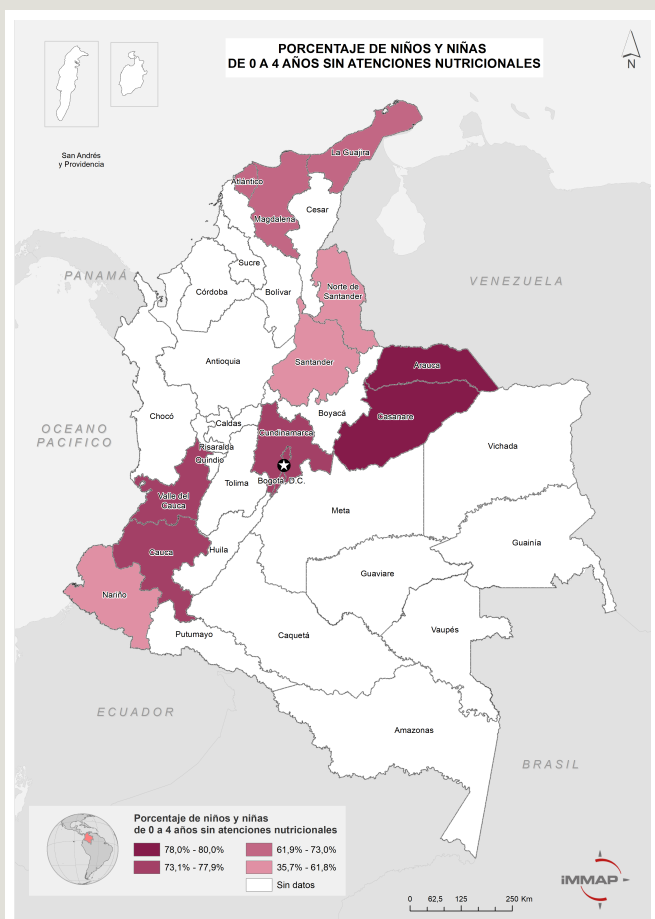 PORCENTAJE DE NIÑOS Y NIÑAS
DE 0 A 4 AÑOS SIN ATENCIONES NUTRICIONALES
N
San Andrés
y Providencia
La Guajira
Atlántico
Cesar
Magdalena
Sucre
PANAMÁ
VENEZUELA
Córdoba
Bolívar
Norte de
Santander
Antioquia
Santander
Arauca
Chocó
Boyacá
Casanare
Caldas
OCEANO
PACIFICO
Cundinamarca
Risaralda
Quindio
Vichada
Tolima
Bogotá, D.C.
Valle del
Cauca
Meta
Cauca
Huila
Guainía
Guaviare
Nariño
Putumayo
Caquetá
Vaupés
ECUADOR
Amazonas
BRASIL
Porcentaje de niños y niñas
de 0 a 4 años sin atenciones nutricionales
78,0% - 80,0%
61,9% - 73,0%
73,1% - 77,9%
35,7% - 61,8%
Sin datos
iMMAP
0 62,5 125 250 Km